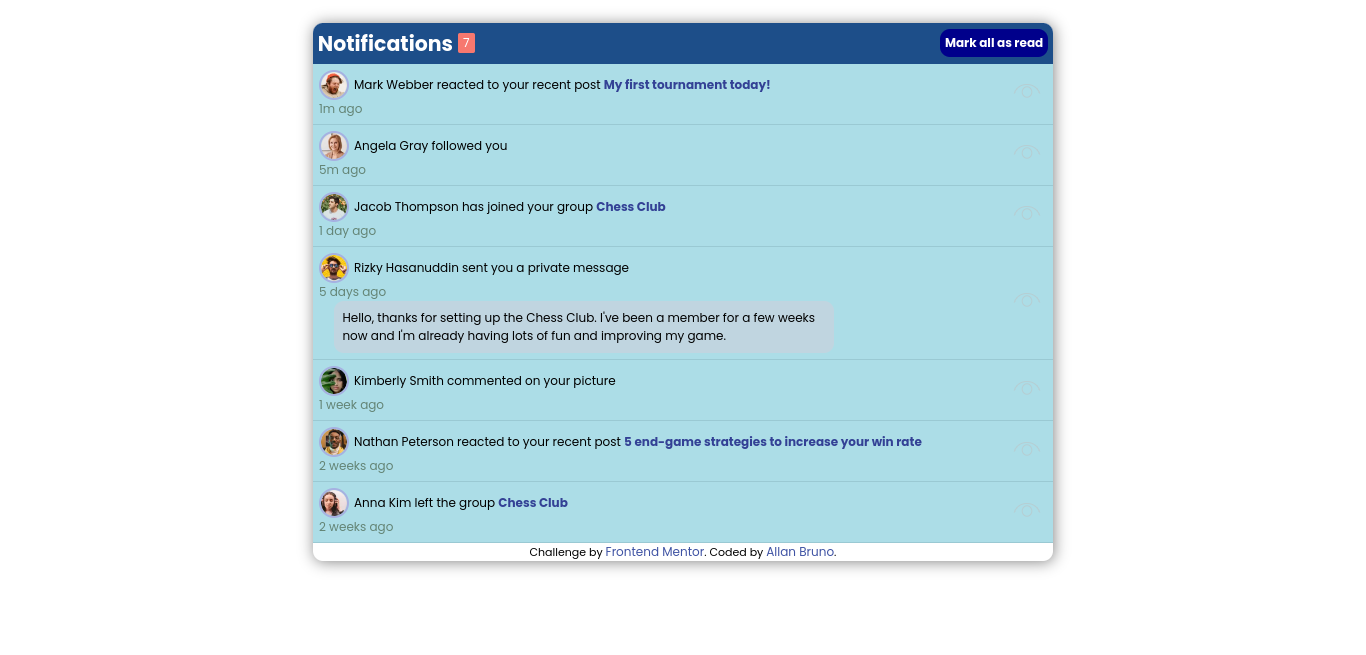 Notifications 7 Mark all as read
Mark Webber reacted to your recent post My first tournament today!
1m ago
Angela Gray followed you
5m ago
Jacob Thompson has joined your group Chess Club
1 day ago
Rizky Hasanuddin sent you a private message
5 days ago
Hello, thanks for setting up the Chess Club. I've been a member for a few weeks
now and I'm already having lots of fun and improving my game.
Kimberly Smith commented on your picture
1 week ago
Nathan Peterson reacted to your recent post 5 end-game strategies to increase your win rate
2 weeks ago
Anna Kim left the group Chess Club
2 weeks ago
Challenge by Frontend Mentor. Coded by Allan Bruno.